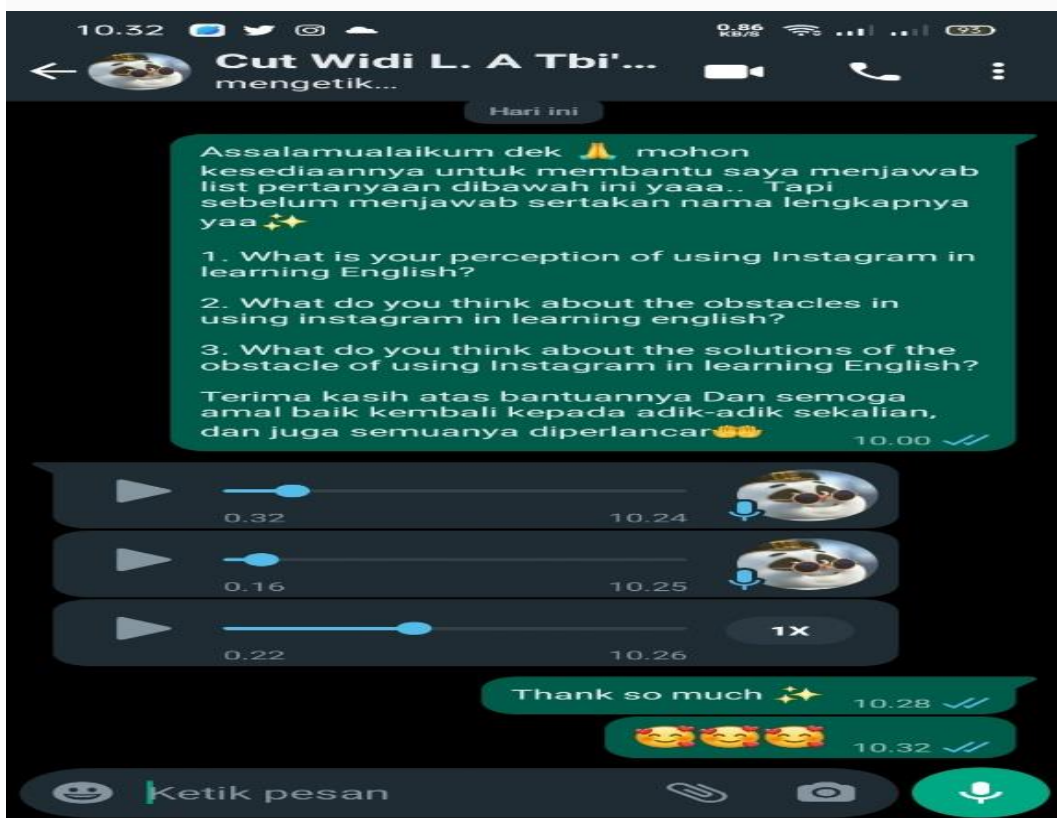 10.32
0.86
KB/S
93
Cut Widi L. A Tbi'...
mengetik...
Hari ini
Assalamualaikum dek 🙏 mohon
kesediaannya untuk membantu saya menjawab
list pertanyaan dibawah ini yaaa.. Tapi
sebelum menjawab sertakan nama lengkapnya
yaa ✨
1. What is your perception of using Instagram in
learning English?
2. What do you think about the obstacles in
using instagram in learning english?
3. What do you think about the solutions of the
obstacle of using Instagram in learning English?
Terima kasih atas bantuannya Dan semoga
amal baik kembali kepada adik-adik sekalian,
dan juga semuanya diperlancar🤲
10.00
0.32
10.24
0.16
10.25
1X
0.22
10.26
Thank so much ✨
10.28
🥰🥰🥰
10.32
Ketik pesan